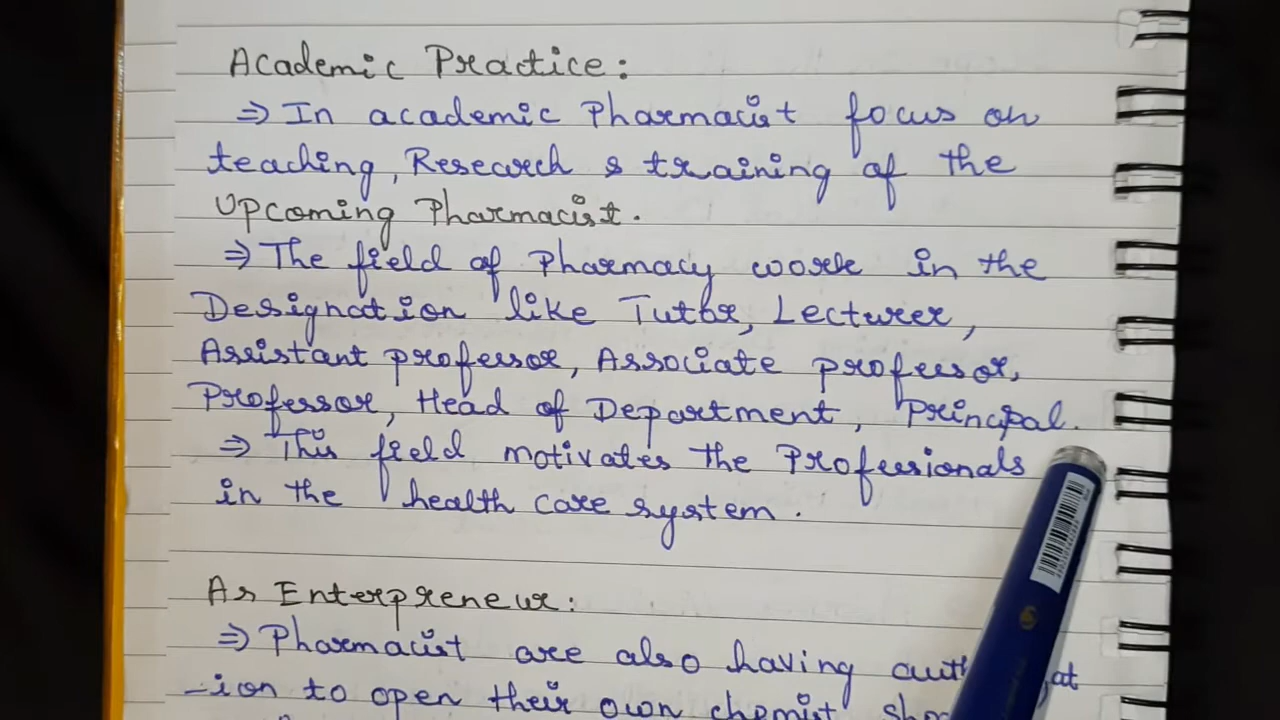 Academic Practice:
⇒ In academic Pharmacist focus on
teaching, Research & training of the
Upcoming Pharmacist.
⇒ The field of Pharmacy work in the
Designation like Tutor, Lecturer,
Assistant professor, Associate professor,
Professor, Head of Department, Principal.
⇒ This field motivates the Professionals
in the health care system.
As Enterpreneur:
⇒ Pharmacist are also having
-ion to open their own chemist